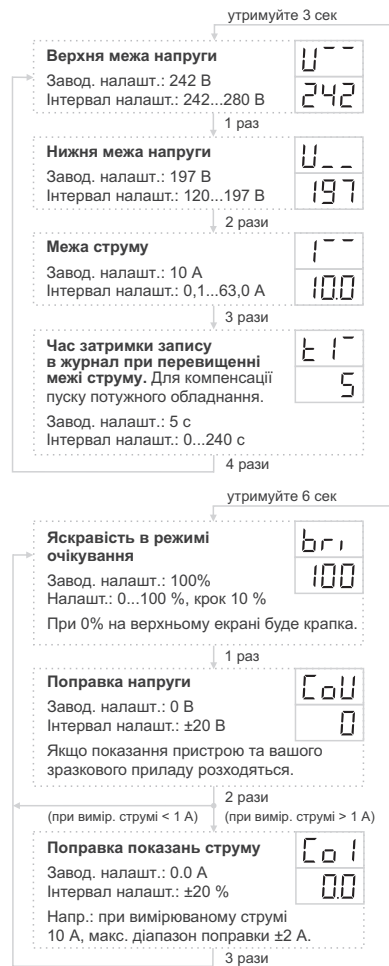 утримуйте 3 сек
Верхня межа напруги
Завод. налашт.: 242 В
Інтервал налашт.: 242...280 В
U¯¯
242
1 раз
Нижня межа напруги
Завод. налашт.: 197 В
Інтервал налашт.: 120...197 В
U_ _
197
2 рази
Межа струму
Завод. налашт.: 10 А
Інтервал налашт.: 0,1...63,0 А
I¯¯
10.0
3 рази
Час затримки запису
в журнал при перевищенні
межі струму. Для компенсації
пуску потужного обладнання.
Завод. налашт.: 5 с
Інтервал налашт.: 0...240 с
t I¯
5
4 рази
утримуйте 6 сек
Яскравість в режимі
очікування
Завод. налашт.: 100%
Налашт.: 0...100 %, крок 10 %
При 0% на верхньому екрані буде крапка.
bri
100
1 раз
Поправка напруги
Завод. налашт.: 0 В
Інтервал налашт.: ±20 В
Якщо показання пристрою та вашого
зразкового приладу розходяться.
CoU
0
2 рази
(при вимір. струмі < 1 А)
(при вимір. струмі > 1 А)
Поправка показань струму
Завод. налашт.: 0.0 А
Інтервал налашт.: ±20 %
Напр.: при вимірюваному струмі
10 А, макс. діапазон поправки ±2 А.
CoI
0.0
3 рази